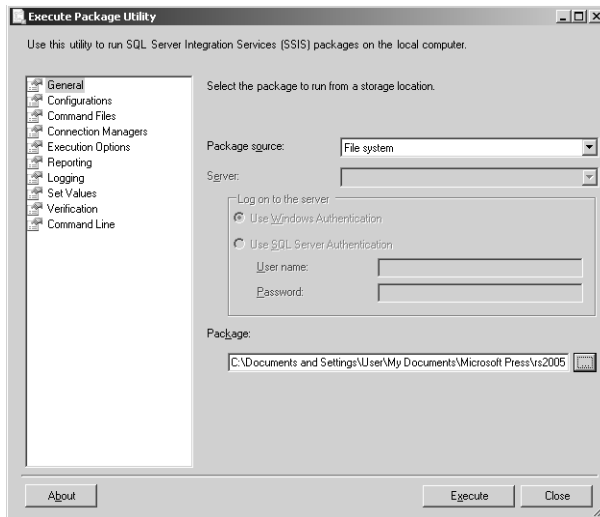 Execute Package Utility
Use this utility to run SQL Server Integration Services (SSIS) packages on the local computer.
General
Configurations
Command Files
Connection Managers
Execution Options
Reporting
Logging
Set Values
Verification
Command Line
Select the package to run from a storage location.
Package source:
File system
Server:
Log on to the server
Use Windows Authentication
Use SQL Server Authentication
User name:
Password:
Package:
C:\Documents and Settings\User\My Documents\Microsoft Press\rs2005
...
About
Execute
Close